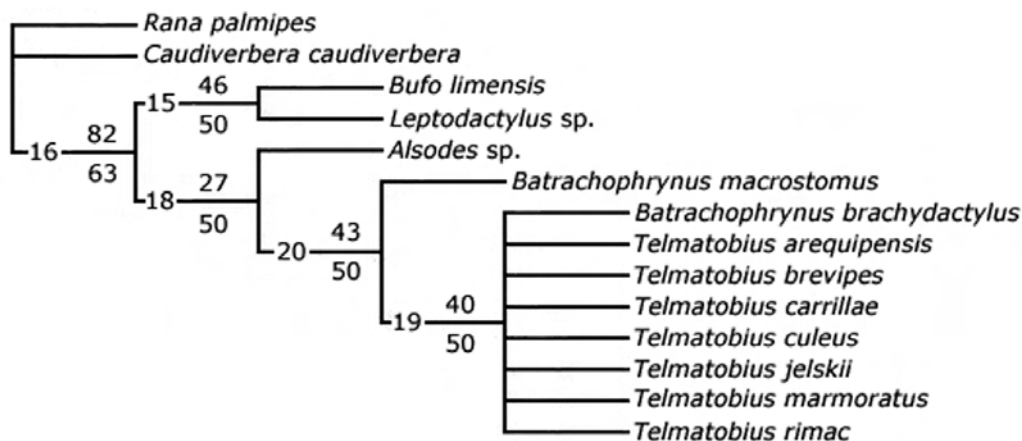 Rana palmipes
Caudiverbera caudiverbera
46
Bufo limensis
15
82
50
Leptodactylus sp.
16
Alsodes sp.
63
27
18
Batrachophrynus macrostomus
50
43
Batrachophrynus brachydactylus
20
Telmatobius arequipensis
50
Telmatobius brevipes
40
Telmatobius carrillae
19
50
Telmatobius culeus
Telmatobius jelskii
Telmatobius marmoratus
Telmatobius rimac